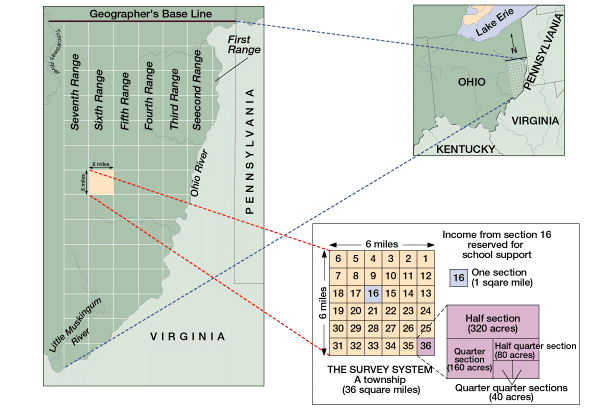 Geographer's Base Line
First
Range
Seventh Range
Sixth Range
Fifth Range
Fourth Range
Third Range
Seecond Range
6 miles
6 miles
Ohio River
PENNSYLVANIA
Little Muskingum
River
VIRGINIA
Lake Erie
N
OHIO
PENNSYLVANIA
VIRGINIA
KENTUCKY
6 miles
6 miles
6 5 4 3 2 1
7 8 9 10 11 12
18 17 16 15 14 13
19 20 21 22 23 24
30 29 28 27 26 25
31 32 33 34 35 36
THE SURVEY SYSTEM
A township
(36 square miles)
Income from section 16
reserved for
school support
16
One section
(1 sqare mile)
Half section
(320 acres)
Quarter
section
(160 acres)
Half quarter section
(80 acres)
Quarter quarter sections
(40 acres)